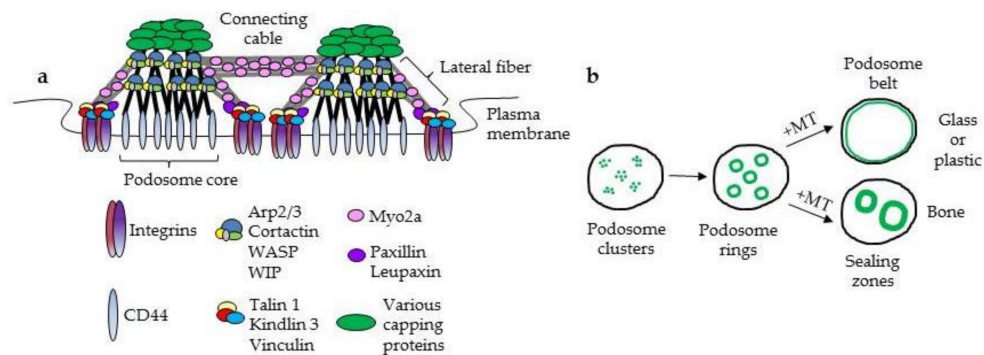 a
Connecting
cable
Lateral fiber
Plasma
membrane
Podosome core
Integrins
CD44
Arp2/3
Cortactin
WASP
WIP
Talin 1
Kindlin 3
Vinculin
Myo2a
Paxillin
Leupaxin
Various
capping
proteins
b
Podosome
clusters
Podosome
rings
+MT
+MT
Podosome
belt
Glass
or
plastic
Bone
Sealing
zones